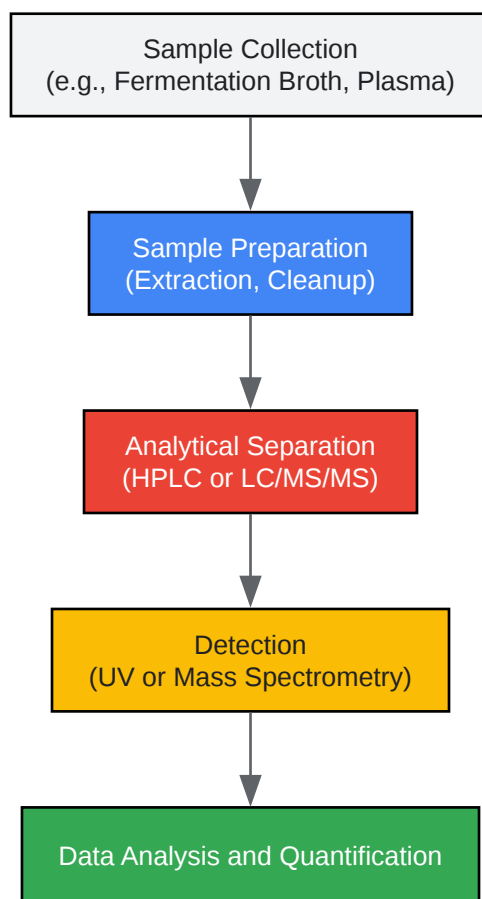 Sample Collection
(e.g., Fermentation Broth, Plasma)
Sample Preparation
(Extraction, Cleanup)
Analytical Separation
(HPLC or LC/MS/MS)
Detection
(UV or Mass Spectrometry)
Data Analysis and Quantification